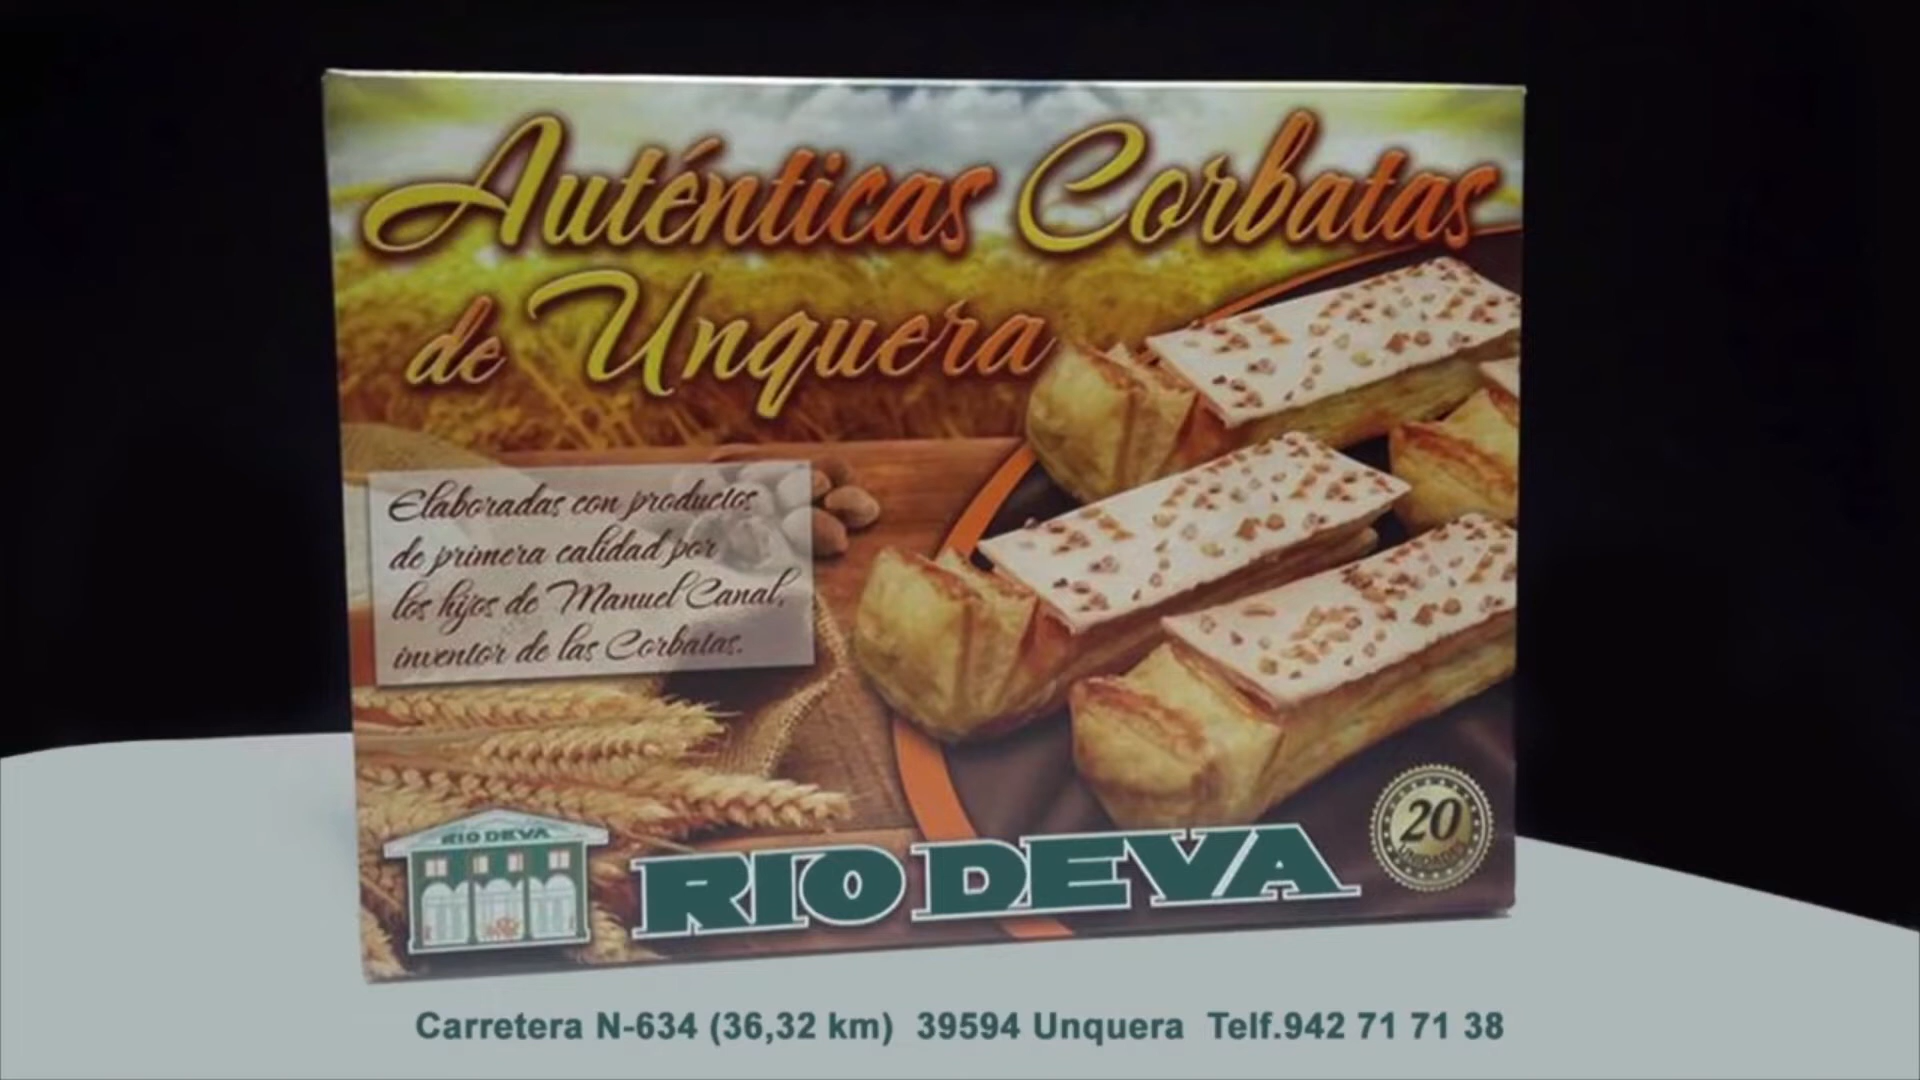 Auténticas Corbatas
de Unquera
Elaboradas con productos
de primera calidad por
los hijos de Manuel Canal,
inventor de las Corbatas.
RIO DEVA
RIO DEVA
20
UNIDADES
Carretera N-634 (36,32 km) 39594 Unquera Telf.942 71 71 38